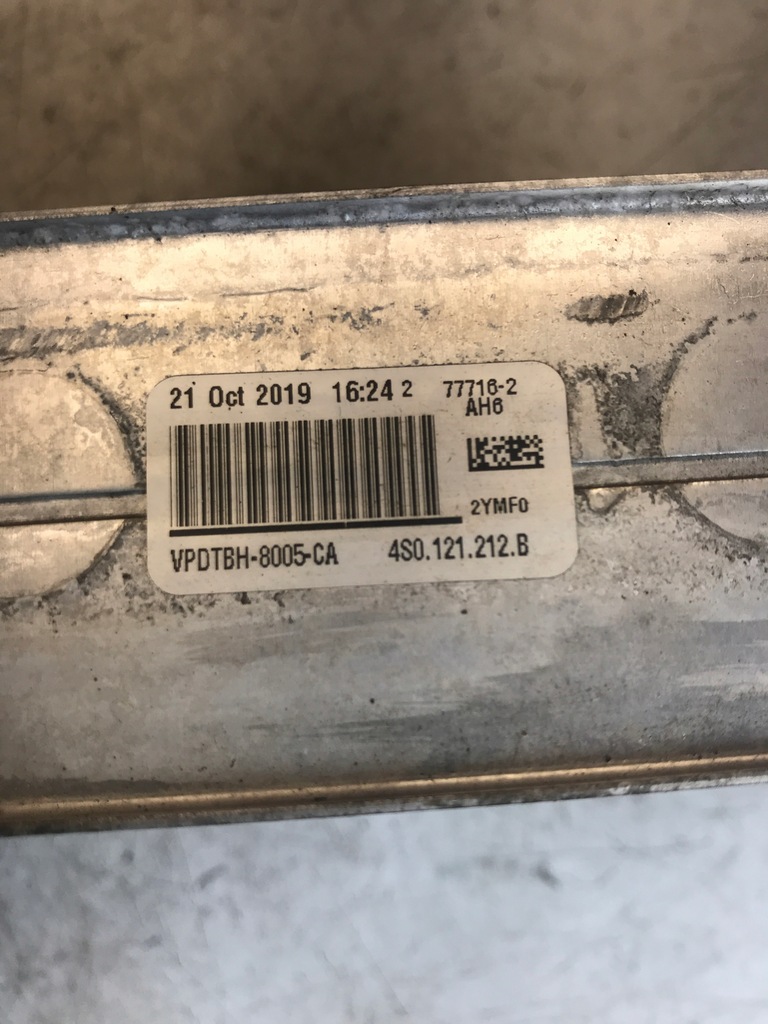 21 Oct 2019 16:24 2 77716-2
AH6
2YMF0
VPDTBH-8005-CA 4S0.121.212.B